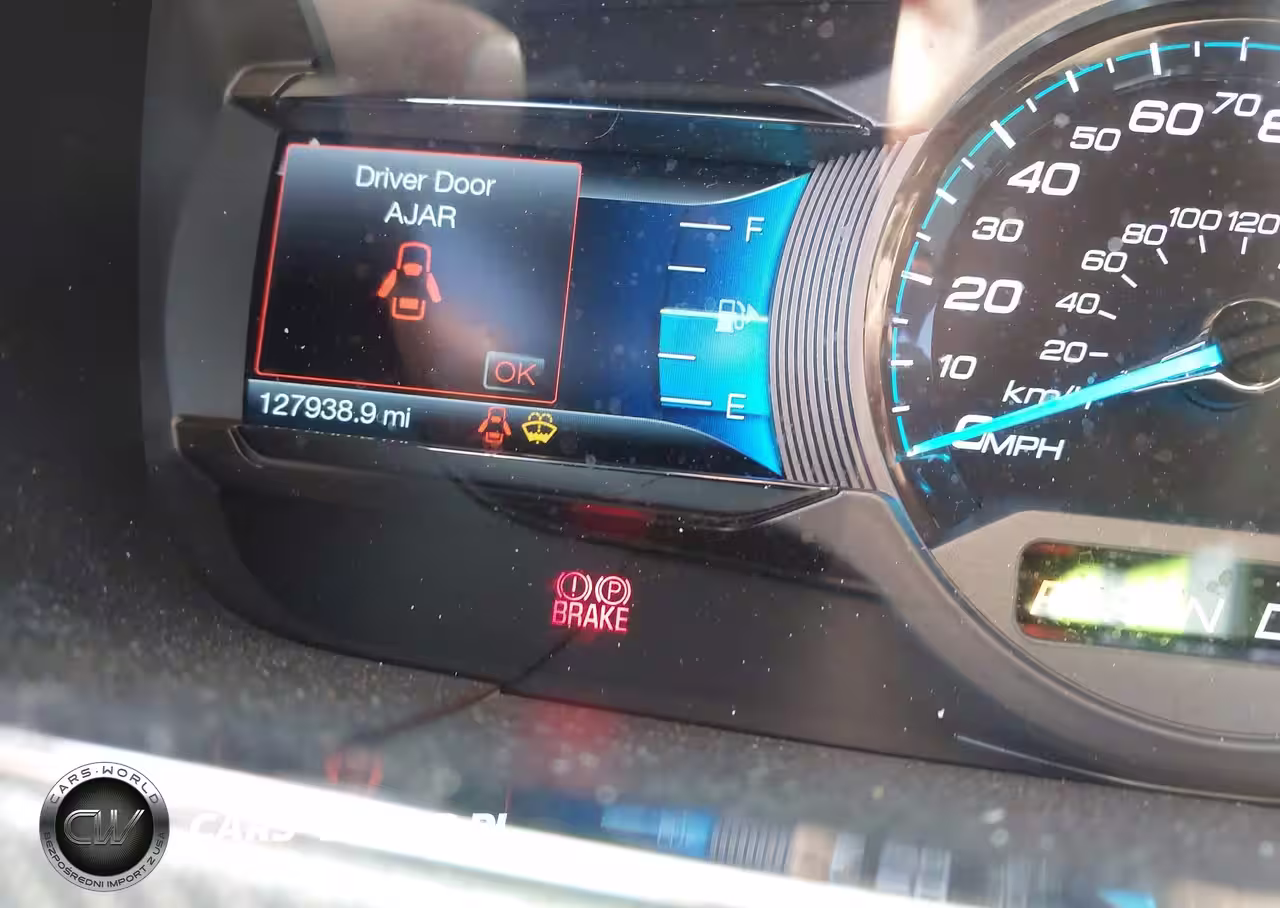 Driver Door
AJAR
OK
127938.9 mi
F
E
BRAKE
P
10
20
30
40
50
60
70
20
40
60
80
100
120
km/h
0 MPH
N
D
CARS·WORLD
CW
BEZPOŚREDNI IMPORT Z USA